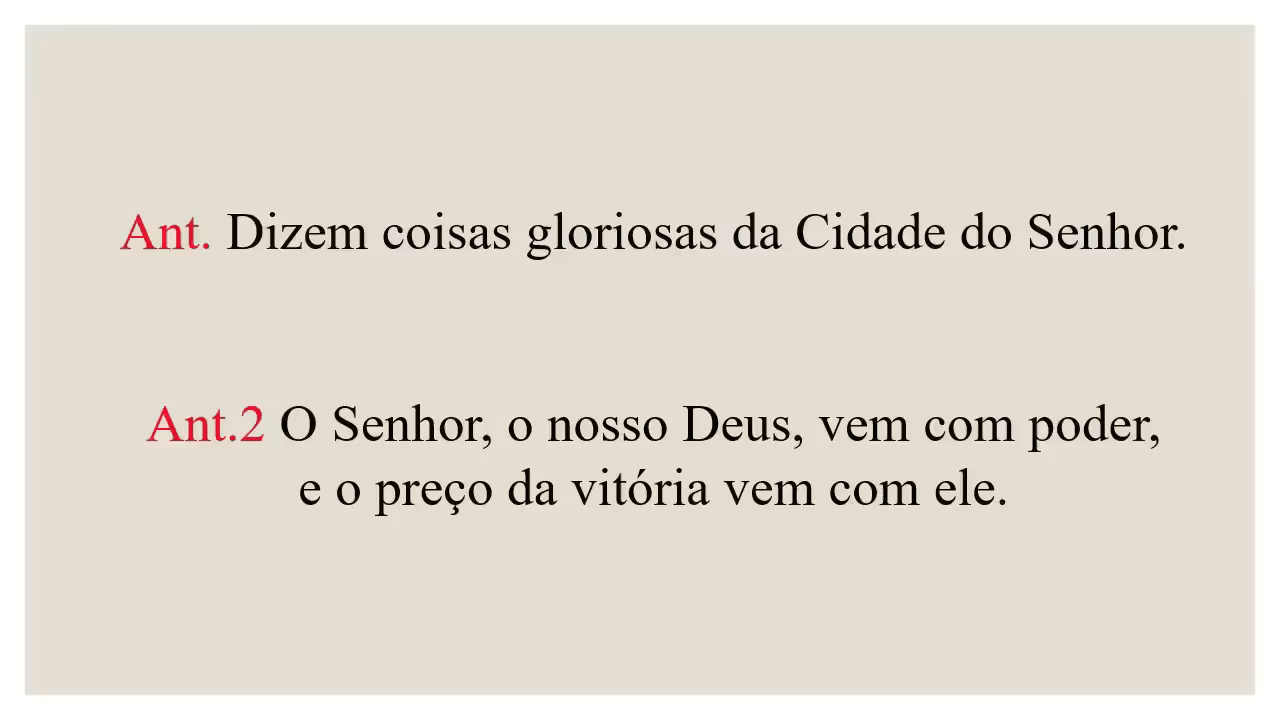 Ant. Dizem coisas gloriosas da Cidade do Senhor.
Ant.2 O Senhor, o nosso Deus, vem com poder,
e o preço da vitória vem com ele.